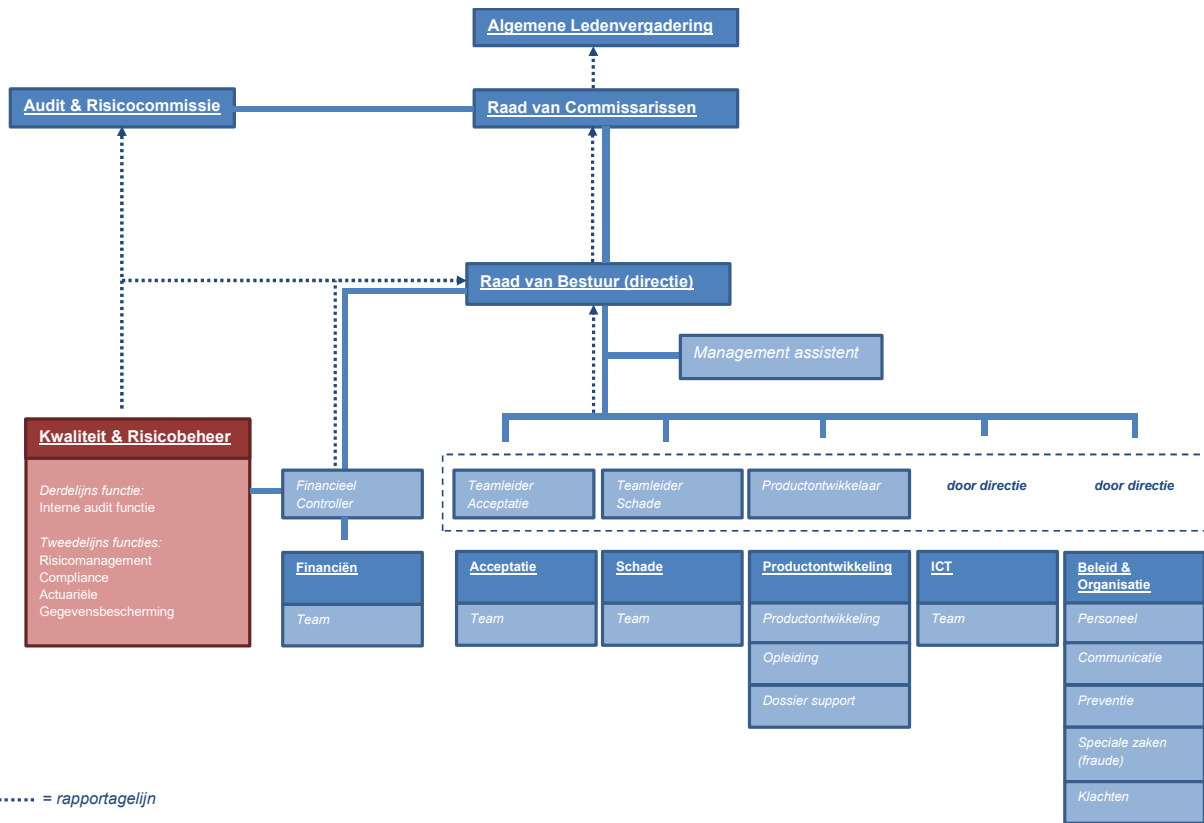 Algemene Ledenvergadering
Audit & Risicocommissie
Raad van Commissarissen
Raad van Bestuur (directie)
Management assistent
Kwaliteit & Risicobeheer
Derdelijns functie:
Interne audit functie
Tweedelijns functies:
Risicomanagement
Compliance
Actuariële
Gegevensbescherming
Financieel
Controller
Teamleider
Acceptatie
Teamleider
Schade
Productontwikkelaar
door directie
door directie
Financiën
Team
Acceptatie
Team
Schade
Team
Productontwikkeling
Productontwikkeling
Opleiding
Dossier support
ICT
Team
Beleid &
Organisatie
Personeel
Communicatie
Preventie
Speciale zaken
(fraude)
Klachten
= rapportagelijn